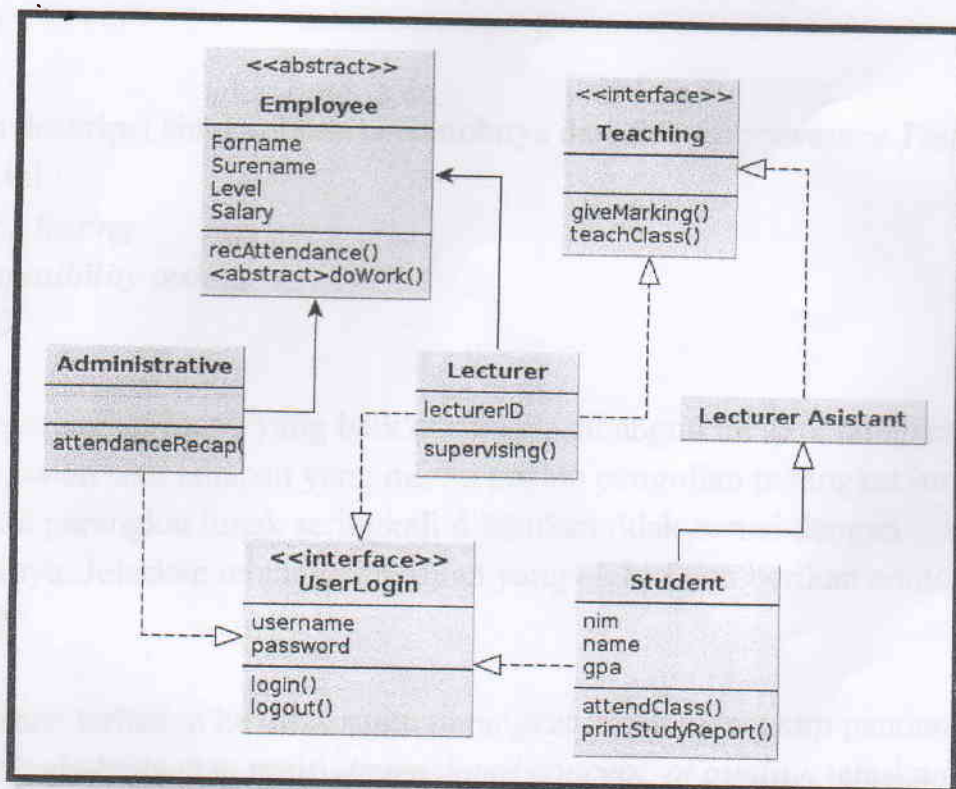 <<abstract>>
Employee
Forname
Surename
Level
Salary
recAttendance()
<abstract>doWork()
<<interface>>
Teaching
giveMarking()
teachClass()
Administrative
attendanceRecap(
Lecturer
lecturerID
supervising()
Lecturer Asistant
<<interface>>
UserLogin
username
password
login()
logout()
Student
nim
name
gpa
attendClass()
printStudyReport()